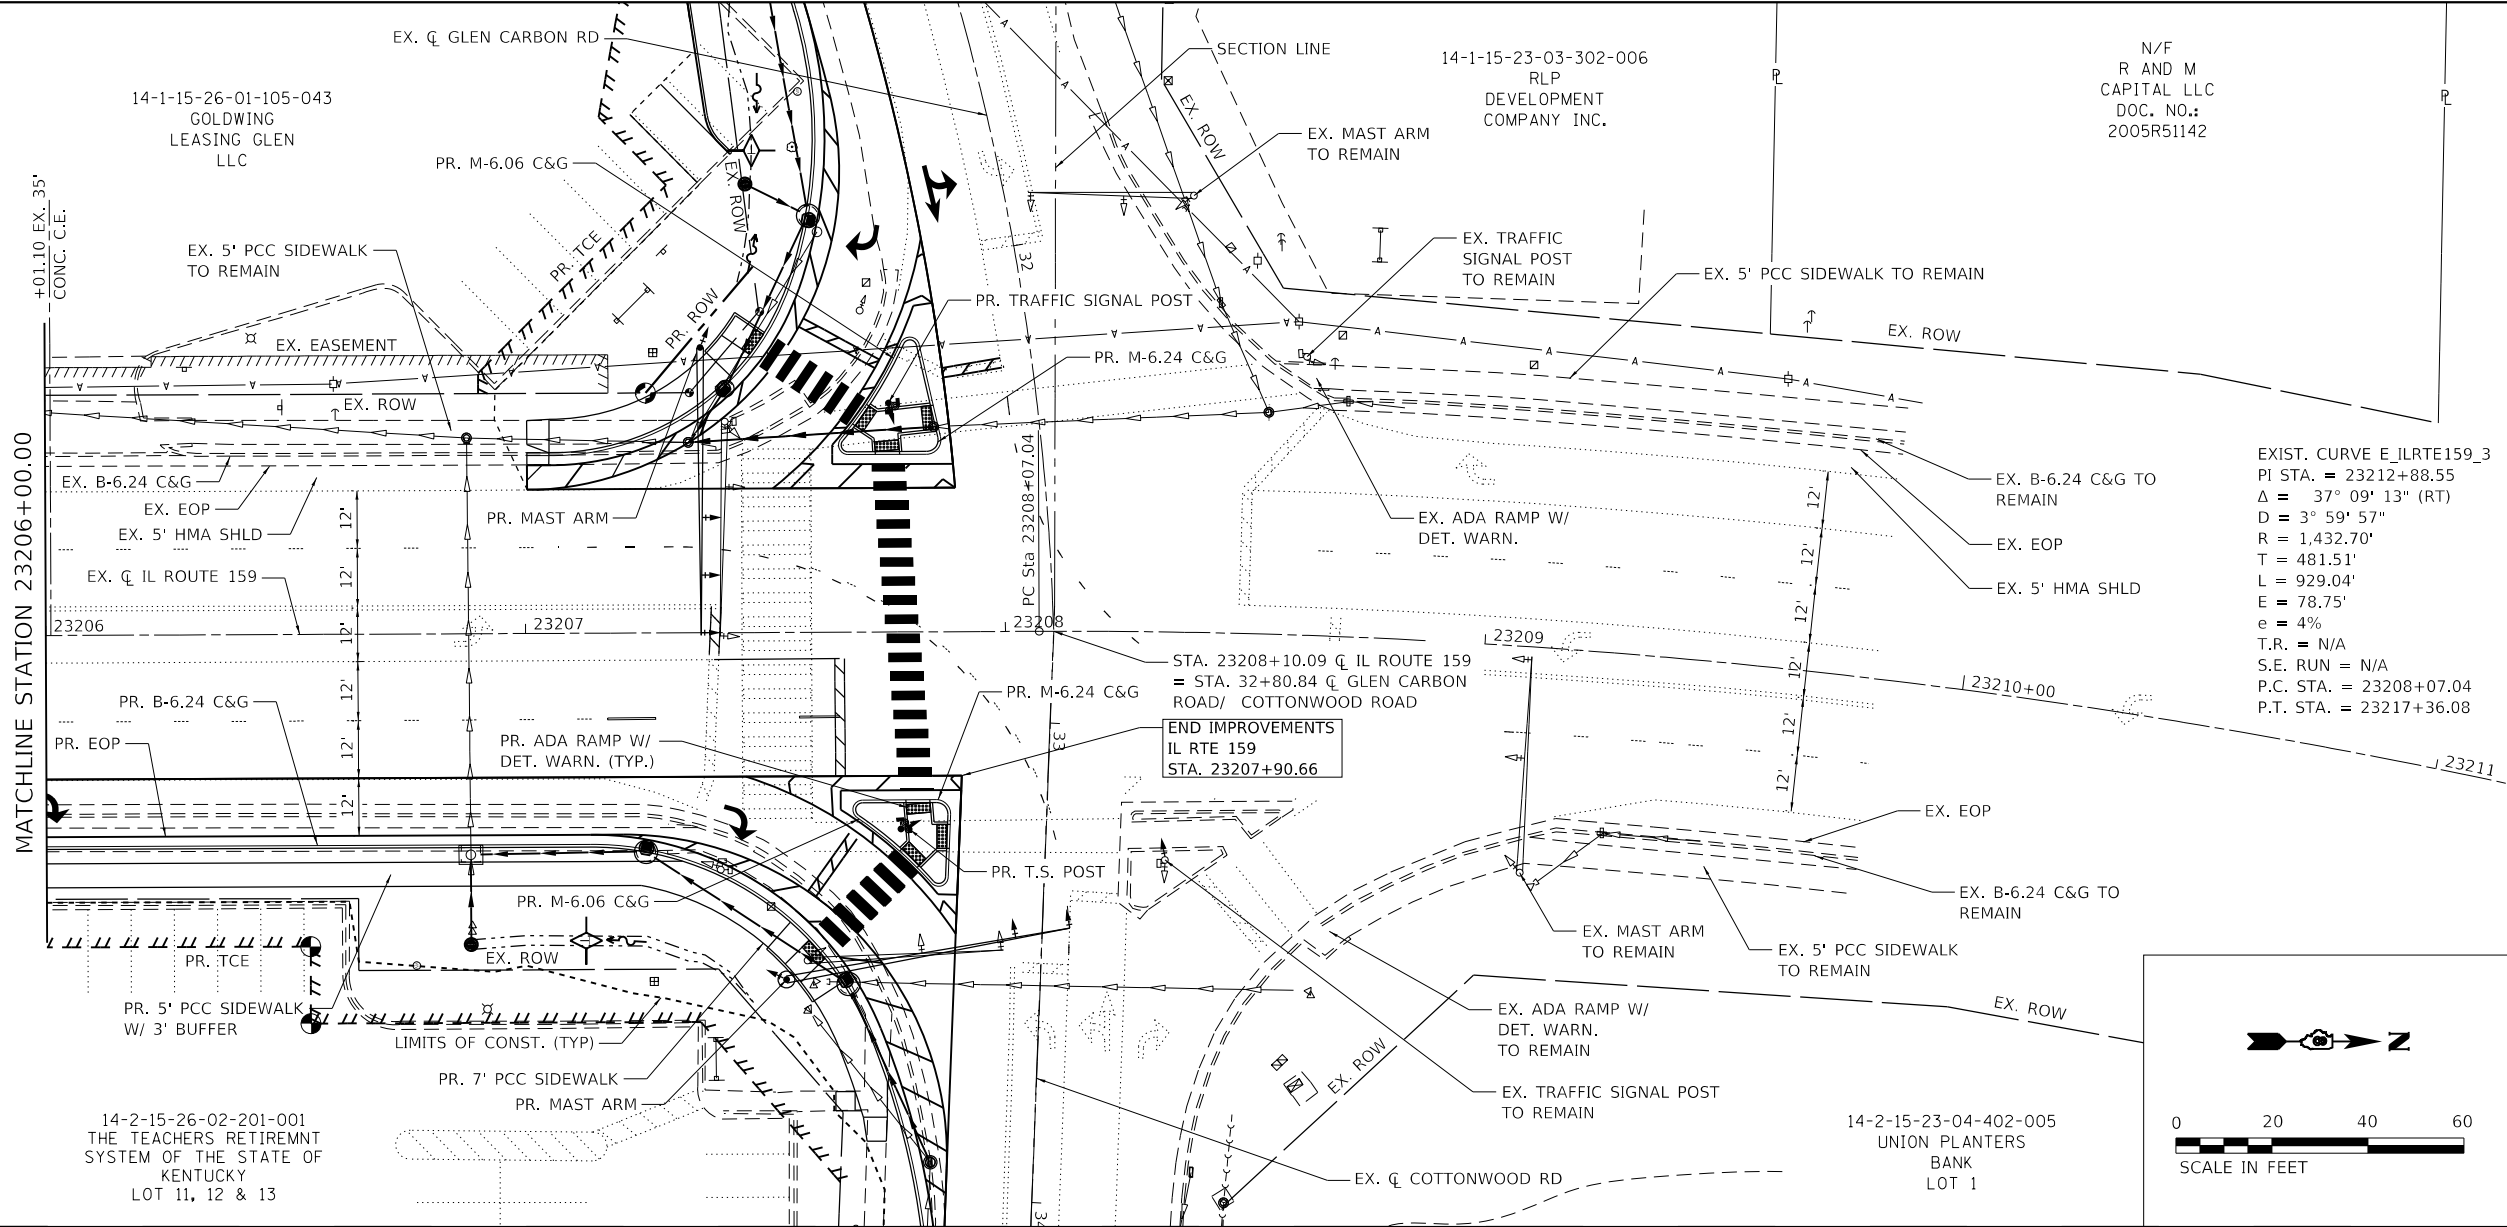 EX. ℄ GLEN CARBON RD
SECTION LINE
14-1-15-23-03-302-006
RLP
DEVELOPMENT
COMPANY INC.
N/F
R AND M
CAPITAL LLC
DOC. NO.:
2005R51142
14-1-15-26-01-105-043
GOLDWING
LEASING GLEN
LLC
PR. M-6.06 C&G
EX. ROW
EX. ROW
EX. ROW
EX. MAST ARM
TO REMAIN
℄
℄
+01.10 EX. 35'
CONC. C.E.
EX. 5' PCC SIDEWALK
TO REMAIN
PR. TCE
PR. ROW
32
EX. TRAFFIC
SIGNAL POST
TO REMAIN
EX. 5' PCC SIDEWALK TO REMAIN
PR. TRAFFIC SIGNAL POST
EX. ROW
EX. EASEMENT
PR. M-6.24 C&G
EX. ROW
MATCHLINE STATION 23206+00.00
EX. B-6.24 C&G
EX. EOP
EX. 5' HMA SHLD
PR. MAST ARM
PC Sta 23208+07.04
EX. ADA RAMP W/
DET. WARN.
EX. B-6.24 C&G TO
REMAIN
EX. EOP
EX. 5' HMA SHLD
EXIST. CURVE E_ILRTE159_3
PI STA. = 23212+88.55
Δ = 37° 09' 13" (RT)
D = 3° 59' 57"
R = 1,432.70'
T = 481.51'
L = 929.04'
E = 78.75'
e = 4%
T.R. = N/A
S.E. RUN = N/A
P.C. STA. = 23208+07.04
P.T. STA. = 23217+36.08
12'
12'
12'
12'
12'
12'
12'
12'
12'
12'
12'
12'
EX. ℄ IL ROUTE 159
23206
23207
23208
23209
23210+00
23211
STA. 23208+10.09 ℄ IL ROUTE 159
= STA. 32+80.84 ℄ GLEN CARBON
ROAD/ COTTONWOOD ROAD
PR. B-6.24 C&G
PR. M-6.24 C&G
PR. EOP
PR. ADA RAMP W/
DET. WARN. (TYP.)
33
END IMPROVEMENTS
IL RTE 159
STA. 23207+90.66
EX. EOP
PR. T.S. POST
PR. M-6.06 C&G
EX. B-6.24 C&G TO
REMAIN
EX. MAST ARM
TO REMAIN
EX. 5' PCC SIDEWALK
TO REMAIN
PR. TCE
EX. ROW
PR. 5' PCC SIDEWALK
W/ 3' BUFFER
LIMITS OF CONST. (TYP)
EX. ADA RAMP W/
DET. WARN.
TO REMAIN
EX. ROW
EX. ROW
N
PR. 7' PCC SIDEWALK
PR. MAST ARM
EX. TRAFFIC SIGNAL POST
TO REMAIN
14-2-15-26-02-201-001
THE TEACHERS RETIREMNT
SYSTEM OF THE STATE OF
KENTUCKY
LOT 11, 12 & 13
EX. ℄ COTTONWOOD RD
34
14-2-15-23-04-402-005
UNION PLANTERS
BANK
LOT 1
0 20 40 60
SCALE IN FEET